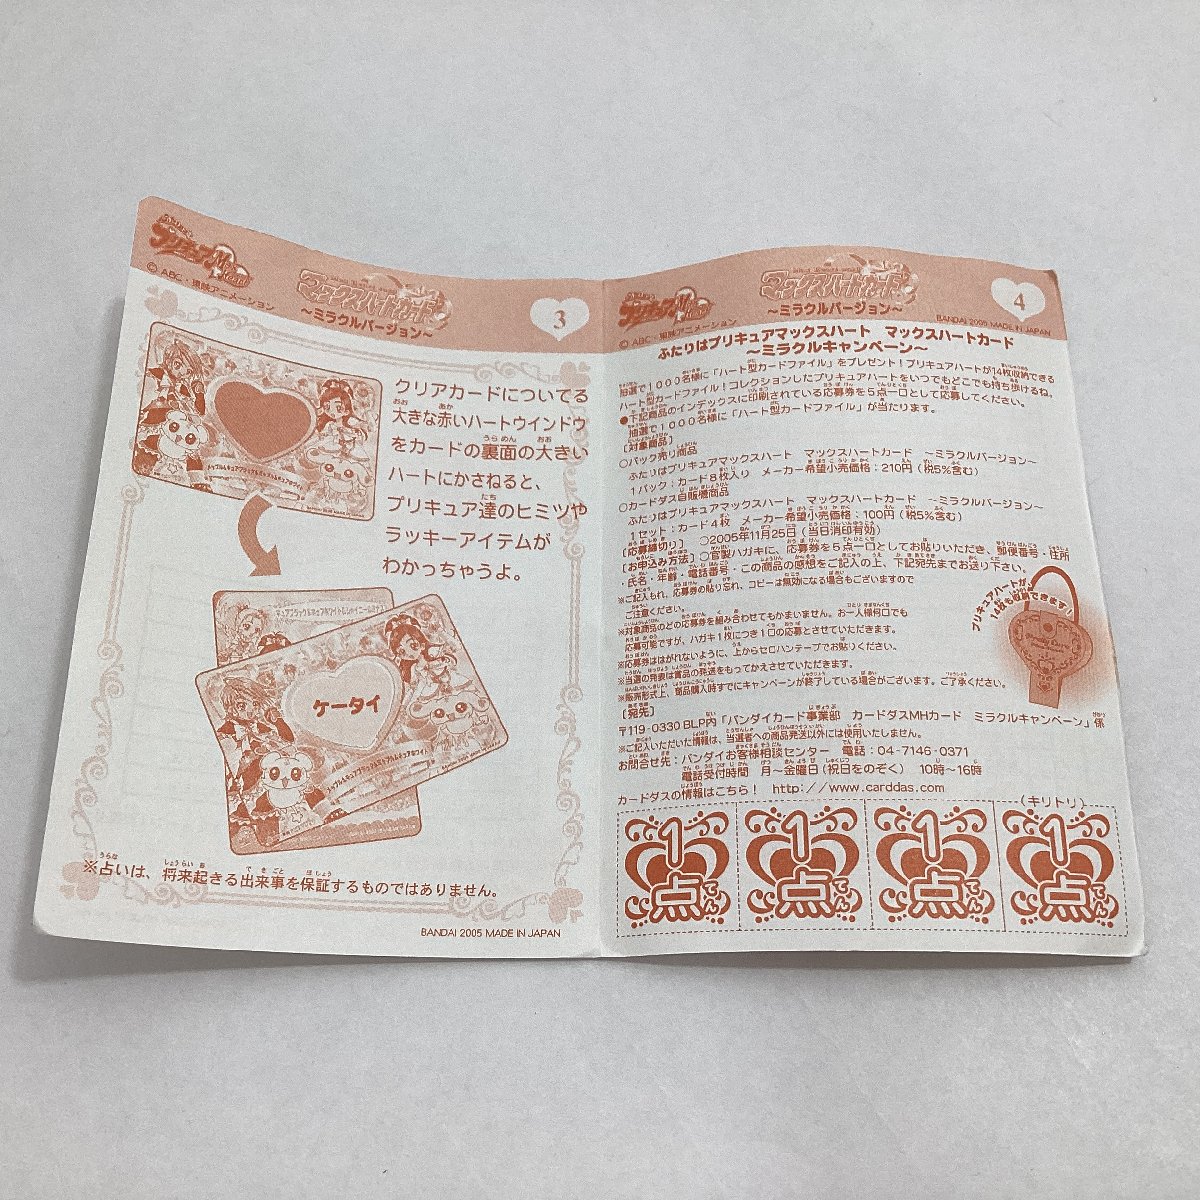 プリキュア
© ABC・東映アニメーション
マックスハートカード
～ミラクルバージョン～
3
クリアカードについてる
大きな赤いハートウインドウ
をカードの裏面の大きい
ハートにかさねると、
プリキュア達のヒミツや
ラッキーアイテムが
わかっちゃうよ。
ケータイ
※占いは、将来起きる出来事を保証するものではありません。
BANDAI 2005 MADE IN JAPAN
プリキュア
© ABC・東映アニメーション
マックスハートカード
～ミラクルバージョン～
4
BANDAI 2005 MADE IN JAPAN
ふたりはプリキュアマックスハート マックスハートカード
～ミラクルキャンペーン～
抽選で1000名様に「ハート型カードファイル」をプレゼント！プリキュアハートが14枚収納できる
ハート型カードファイル！コレクションしたプリキュアハートをいつでもどこでも持ち歩けるね。
●下記商品のインデックスに印刷されている応募券を5点一口として応募してください。
抽選で1000名様に「ハート型カードファイル」が当たります。
[対象商品]
○パック売り商品
ふたりはプリキュアマックスハート マックスハートカード ～ミラクルバージョン～
1パック：カード8枚入り メーカー希望小売価格：210円（税5％含む）
○カードダス自販機商品
ふたりはプリキュアマックスハート マックスハートカード ～ミラクルバージョン～
1セット：カード4枚 メーカー希望小売価格：100円（税5％含む）
[応募締切り] ○2005年11月25日（当日消印有効）
[お申込み方法] ○官製ハガキに、応募券を5点一口としてお貼りいただき、郵便番号・住所
・氏名・年齢・電話番号・この商品の感想をご記入の上、下記宛先までお送り下さい。
※ご記入もれ、応募券の貼り忘れ、コピーは無効になる場合もございますので
ご注意ください。
※対象商品のどの応募券を組み合わせてもかまいません。お一人様何口でも
応募可能ですが、ハガキ1枚につき1口の応募とさせていただきます。
※応募券ははがれないように、上からセロハンテープでお貼りください。
※当選の発表は賞品の発送をもってかえさせていただきます。
※販売形式上、商品購入時すでにキャンペーンが終了している場合がございます。ご了承ください。
プリキュアハートが、
14枚も収納できます！
[宛先]
〒119-0330 BLP内「バンダイカード事業部 カードダスMHカード ミラクルキャンペーン」係
※ご記入いただいた情報は、当選者への商品発送以外には使用いたしません。
お問合せ先：バンダイお客様相談センター 電話：04-7146-0371
電話受付時間 月～金曜日（祝日をのぞく） 10時～16時
カードダスの情報はこちら！ http://www.carddas.com
（キリトリ）
1点 てん
1点 てん
1点 てん
1点 てん